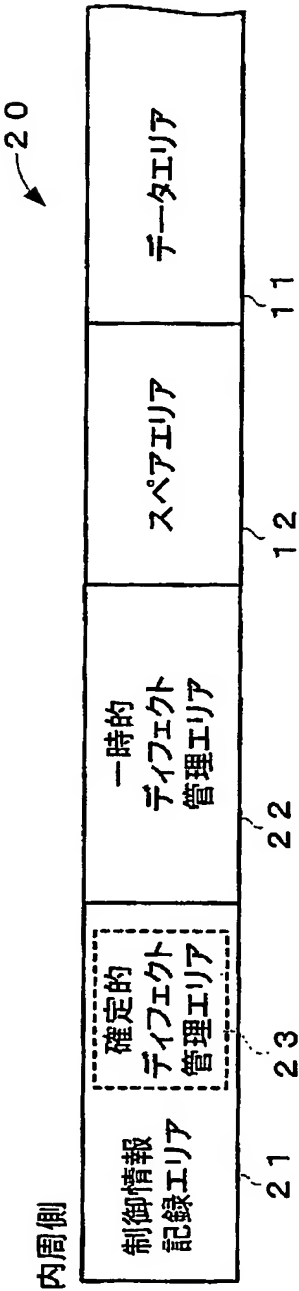 20
内周側
制御情報
記録エリア
確定的
ディフェクト
管理エリア
一時的
ディフェクト
管理エリア
スペアエリア
データエリア
21
23
22
12
11